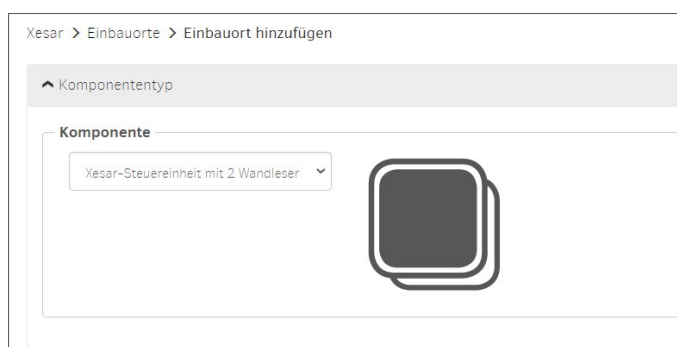 Xesar > Einbauorte > Einbauort hinzufügen
Komponententyp
Komponente
Xesar-Steuereinheit mit 2 Wandleser